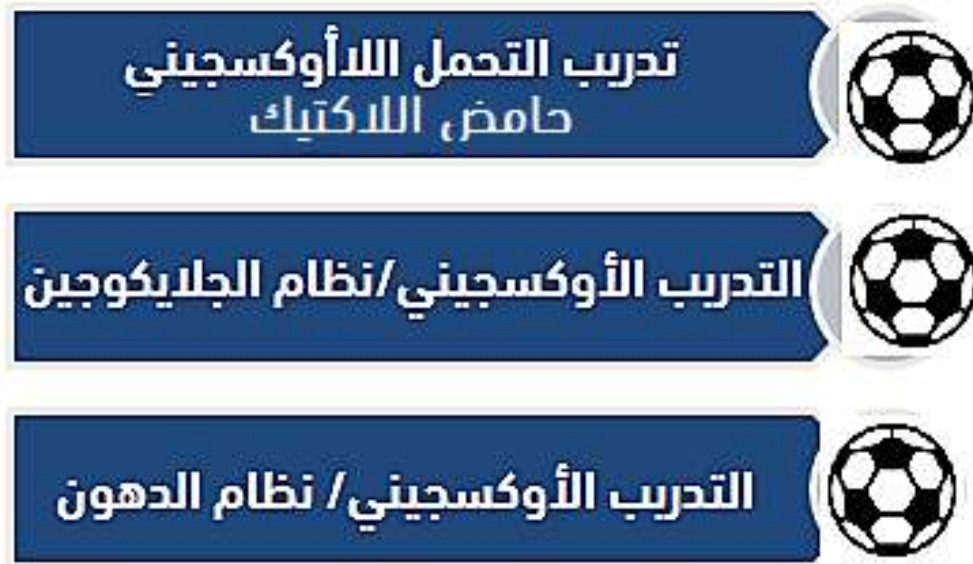 تدريب التحمل اللاأوكسجيني
حامض اللاكتيك
التدريب الأوكسجيني/نظام الجلايكوجين
التدريب الأوكسجيني/ نظام الدهون